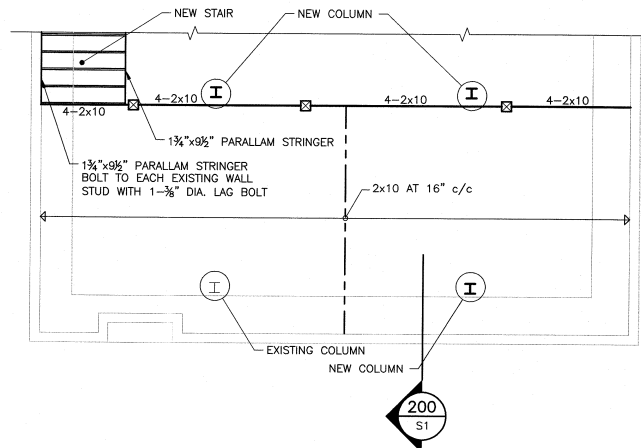 NEW STAIR
NEW COLUMN
4-2x10
4-2x10
4-2x10
4-2x10
1¾"x9½" PARALLAM STRINGER
1¾"x9½" PARALLAM STRINGER
BOLT TO EACH EXISTING WALL
STUD WITH 1-⅜" DIA. LAG BOLT
2x10 AT 16" c/c
EXISTING COLUMN
NEW COLUMN
200
S1